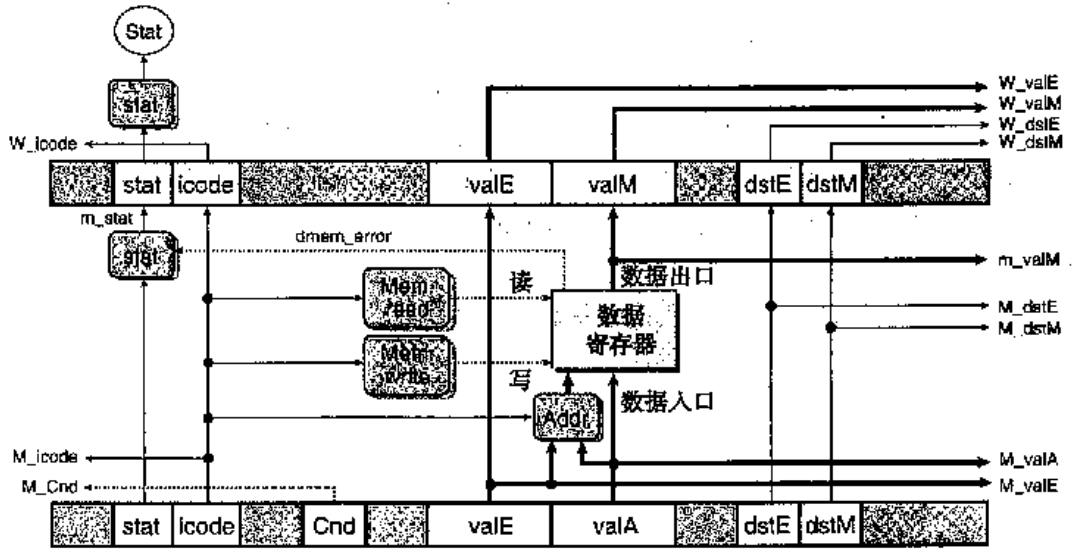 Stat
stat
W_valE
W_valM
W_dstE
W_dstM
W_icode
stat icode valE valM dstE dstM
m_stat
stat
dmem_error
数据出口
m_valM
Mem. read
读
数据
寄存器
M_dstE
M_dstM
Mem. write
写
Addr
数据入口
M_icode
M_valA
M_Cnd
M_valE
stat icode Cnd valE valA dstE dstM